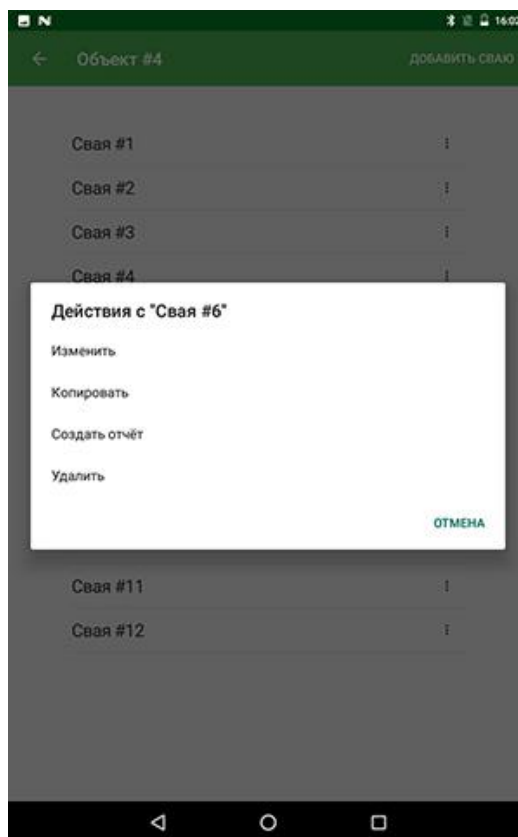 16:02
Объект #4 ДОБАВИТЬ СВАЮ
Свая #1
Свая #2
Свая #3
Свая #4
Действия с "Свая #6"
Изменить
Копировать
Создать отчёт
Удалить
ОТМЕНА
Свая #11
Свая #12